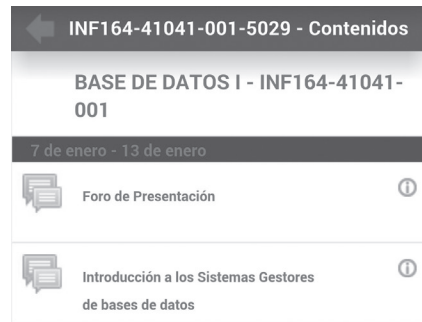 INF164-41041-001-5029 - Contenidos
BASE DE DATOS I - INF164-41041-
001
7 de enero - 13 de enero
Foro de Presentación
Introducción a los Sistemas Gestores
de bases de datos